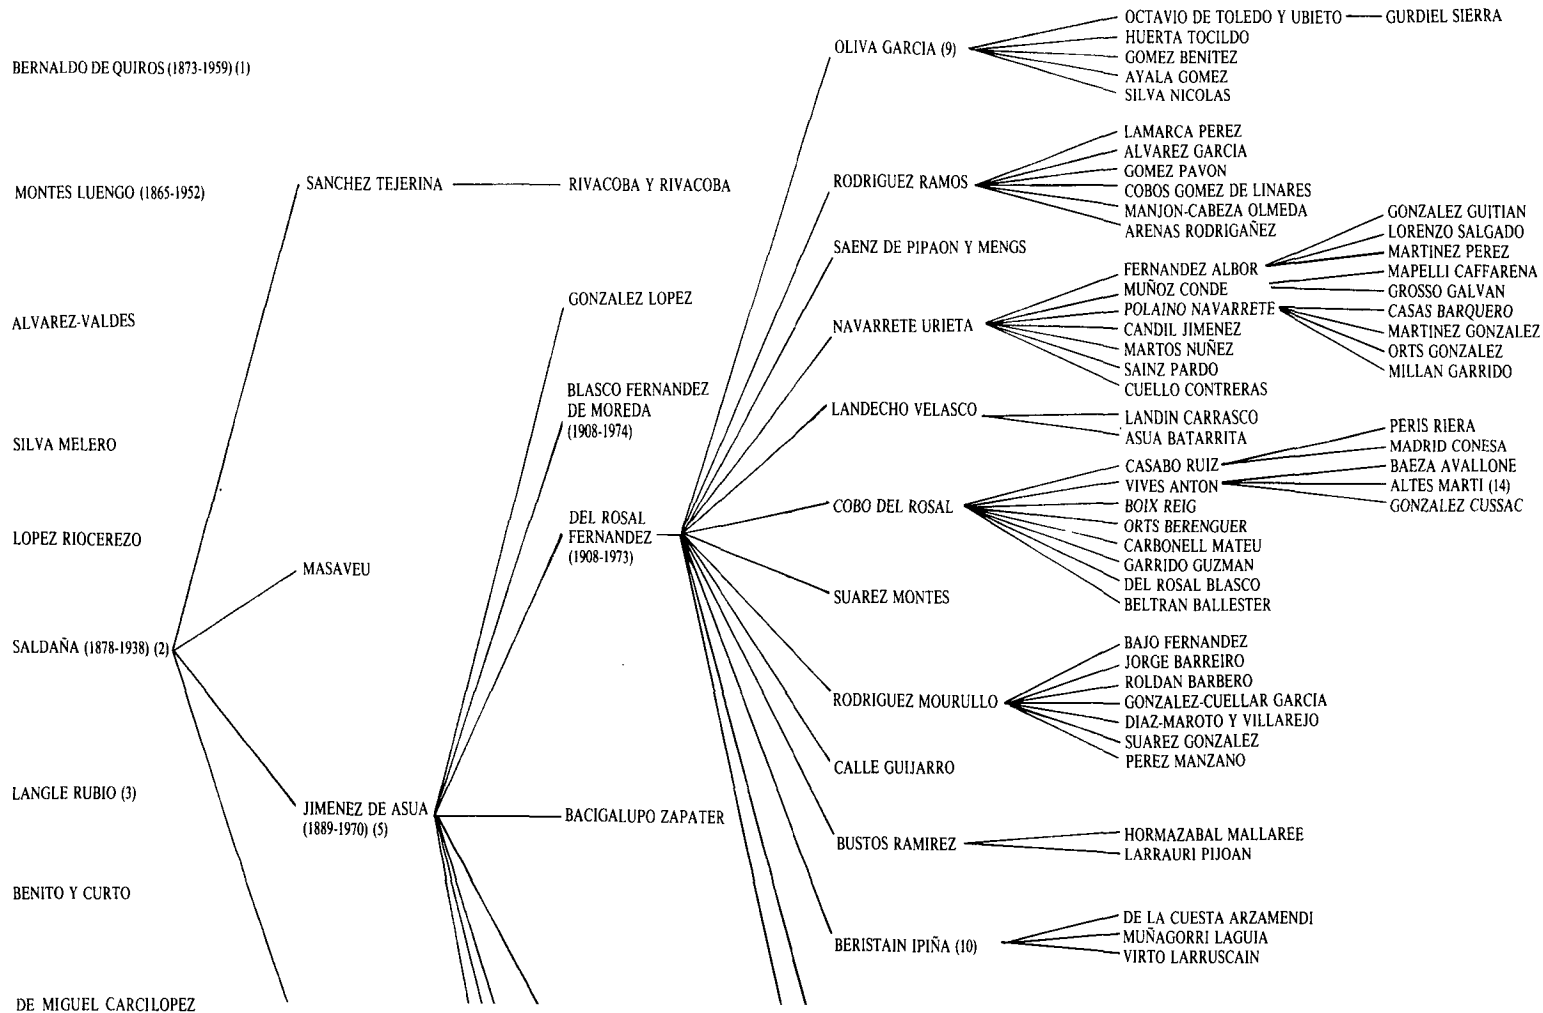 BERNALDO DE QUIROS (1873-1959) (1)
MONTES LUENGO (1865-1952)
ALVAREZ-VALDES
SILVA MELERO
LOPEZ RIOCEREZO
SALDAÑA (1878-1938) (2)
LANGLE RUBIO (3)
BENITO Y CURTO
DE MIGUEL CARCILOPEZ
SANCHEZ TEJERINA
MASAVEU
JIMENEZ DE ASUA
(1889-1970) (5)
RIVACOBA Y RIVACOBA
GONZALEZ LOPEZ
BLASCO FERNANDEZ
DE MOREDA
(1908-1974)
DEL ROSAL
FERNANDEZ
(1908-1973)
BACIGALUPO ZAPATER
OLIVA GARCIA (9)
RODRIGUEZ RAMOS
SAENZ DE PIPAON Y MENGS
NAVARRETE URIETA
LANDECHO VELASCO
COBO DEL ROSAL
SUAREZ MONTES
RODRIGUEZ MOURULLO
CALLE GUIJARRO
BUSTOS RAMIREZ
BERISTAIN IPIÑA (10)
OCTAVIO DE TOLEDO Y UBIETO
HUERTA TOCILDO
GOMEZ BENITEZ
AYALA GOMEZ
SILVA NICOLAS
LAMARCA PEREZ
ALVAREZ GARCIA
GOMEZ PAVON
COBOS GOMEZ DE LINARES
MANJON-CABEZA OLMEDA
ARENAS RODRIGAÑEZ
FERNANDEZ ALBOR
MUÑOZ CONDE
POLAINO NAVARRETE
CANDIL JIMENEZ
MARTOS NUÑEZ
SAINZ PARDO
CUELLO CONTRERAS
LANDIN CARRASCO
ASUA BATARRITA
CASABO RUIZ
VIVES ANTON
BOIX REIG
ORTS BERENGUER
CARBONELL MATEU
GARRIDO GUZMAN
DEL ROSAL BLASCO
BELTRAN BALLESTER
BAJO FERNANDEZ
JORGE BARREIRO
ROLDAN BARBERO
GONZALEZ-CUELLAR GARCIA
DIAZ-MAROTO Y VILLAREJO
SUAREZ GONZALEZ
PEREZ MANZANO
HORMAZABAL MALLAREE
LARRAURI PIJOAN
DE LA CUESTA ARZAMENDI
MUÑAGORRI LAGUIA
VIRTO LARRUSCAIN
GURDIEL SIERRA
GONZALEZ GUITIAN
LORENZO SALGADO
MARTINEZ PEREZ
MAPELLI CAFFARENA
GROSSO GALVAN
CASAS BARQUERO
MARTINEZ GONZALEZ
ORTS GONZALEZ
MILLAN GARRIDO
PERIS RIERA
MADRID CONESA
BAEZA AVALLONE
ALTES MARTI (14)
GONZALEZ CUSSAC